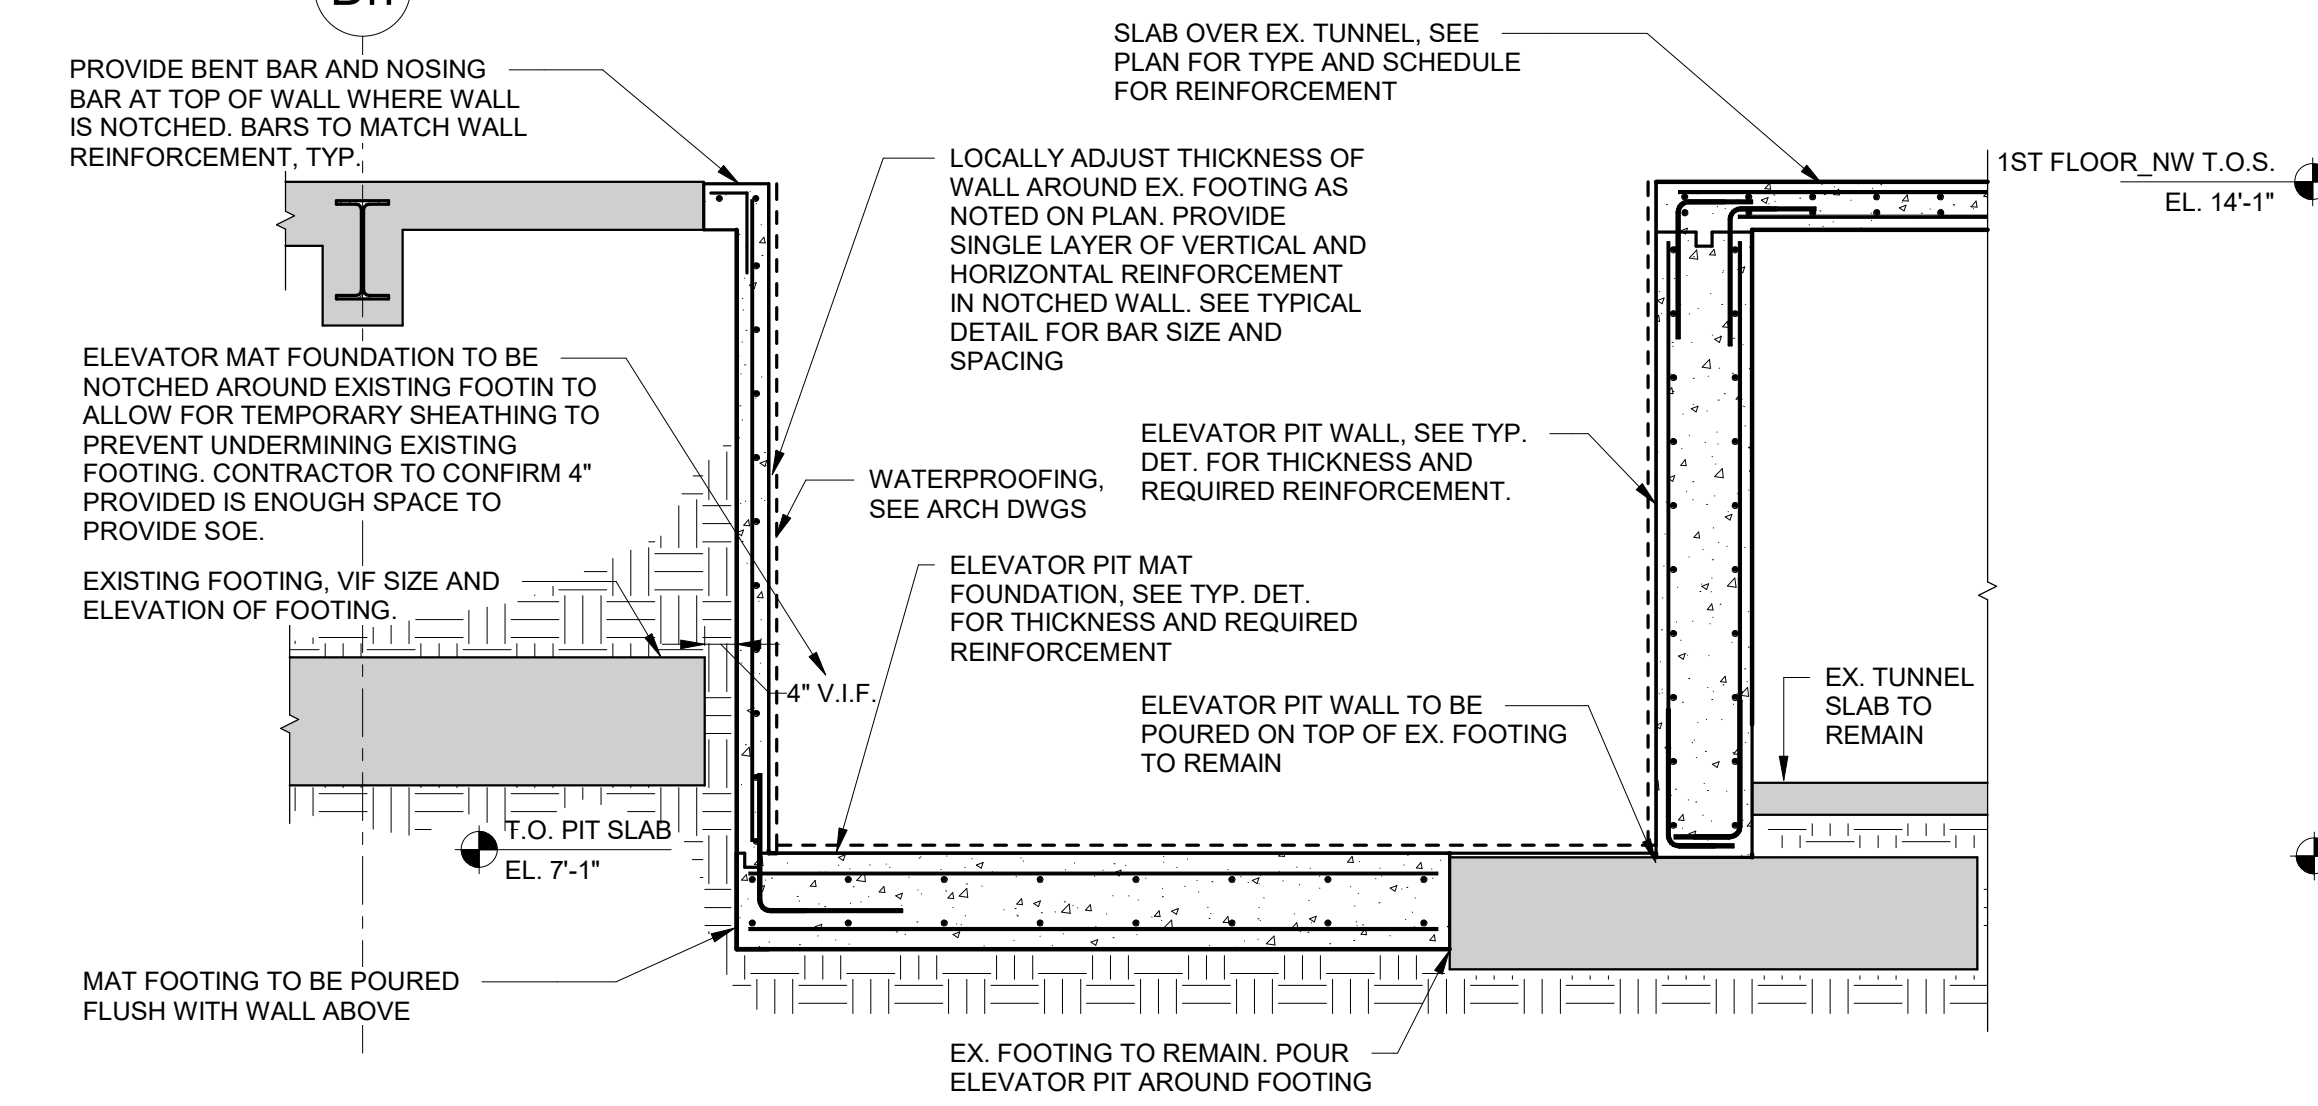 PROVIDE BENT BAR AND NOSING
BAR AT TOP OF WALL WHERE WALL
IS NOTCHED. BARS TO MATCH WALL
REINFORCEMENT, TYP.
SLAB OVER EX. TUNNEL, SEE
PLAN FOR TYPE AND SCHEDULE
FOR REINFORCEMENT
LOCALLY ADJUST THICKNESS OF
WALL AROUND EX. FOOTING AS
NOTED ON PLAN. PROVIDE
SINGLE LAYER OF VERTICAL AND
HORIZONTAL REINFORCEMENT
IN NOTCHED WALL. SEE TYPICAL
DETAIL FOR BAR SIZE AND
SPACING
1ST FLOOR_NW T.O.S.
EL. 14'-1"
ELEVATOR MAT FOUNDATION TO BE
NOTCHED AROUND EXISTING FOOTIN TO
ALLOW FOR TEMPORARY SHEATHING TO
PREVENT UNDERMINING EXISTING
FOOTING. CONTRACTOR TO CONFIRM 4"
PROVIDED IS ENOUGH SPACE TO
PROVIDE SOE.
WATERPROOFING,
SEE ARCH DWGS
ELEVATOR PIT WALL, SEE TYP.
DET. FOR THICKNESS AND
REQUIRED REINFORCEMENT.
EXISTING FOOTING, VIF SIZE AND
ELEVATION OF FOOTING.
ELEVATOR PIT MAT
FOUNDATION, SEE TYP. DET.
FOR THICKNESS AND REQUIRED
REINFORCEMENT
4" V.I.F.
ELEVATOR PIT WALL TO BE
POURED ON TOP OF EX. FOOTING
TO REMAIN
EX. TUNNEL
SLAB TO
REMAIN
T.O. PIT SLAB
EL. 7'-1"
MAT FOOTING TO BE POURED
FLUSH WITH WALL ABOVE
EX. FOOTING TO REMAIN. POUR
ELEVATOR PIT AROUND FOOTING